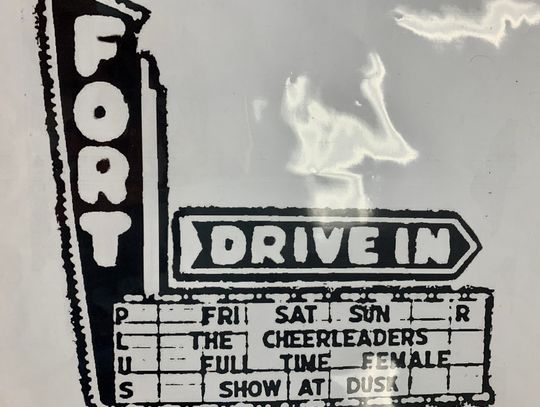 FORT
DRIVE IN
P FRI SAT SUN R
L THE CHEERLEADERS
U FULL TIME FEMALE
S SHOW AT DUSK